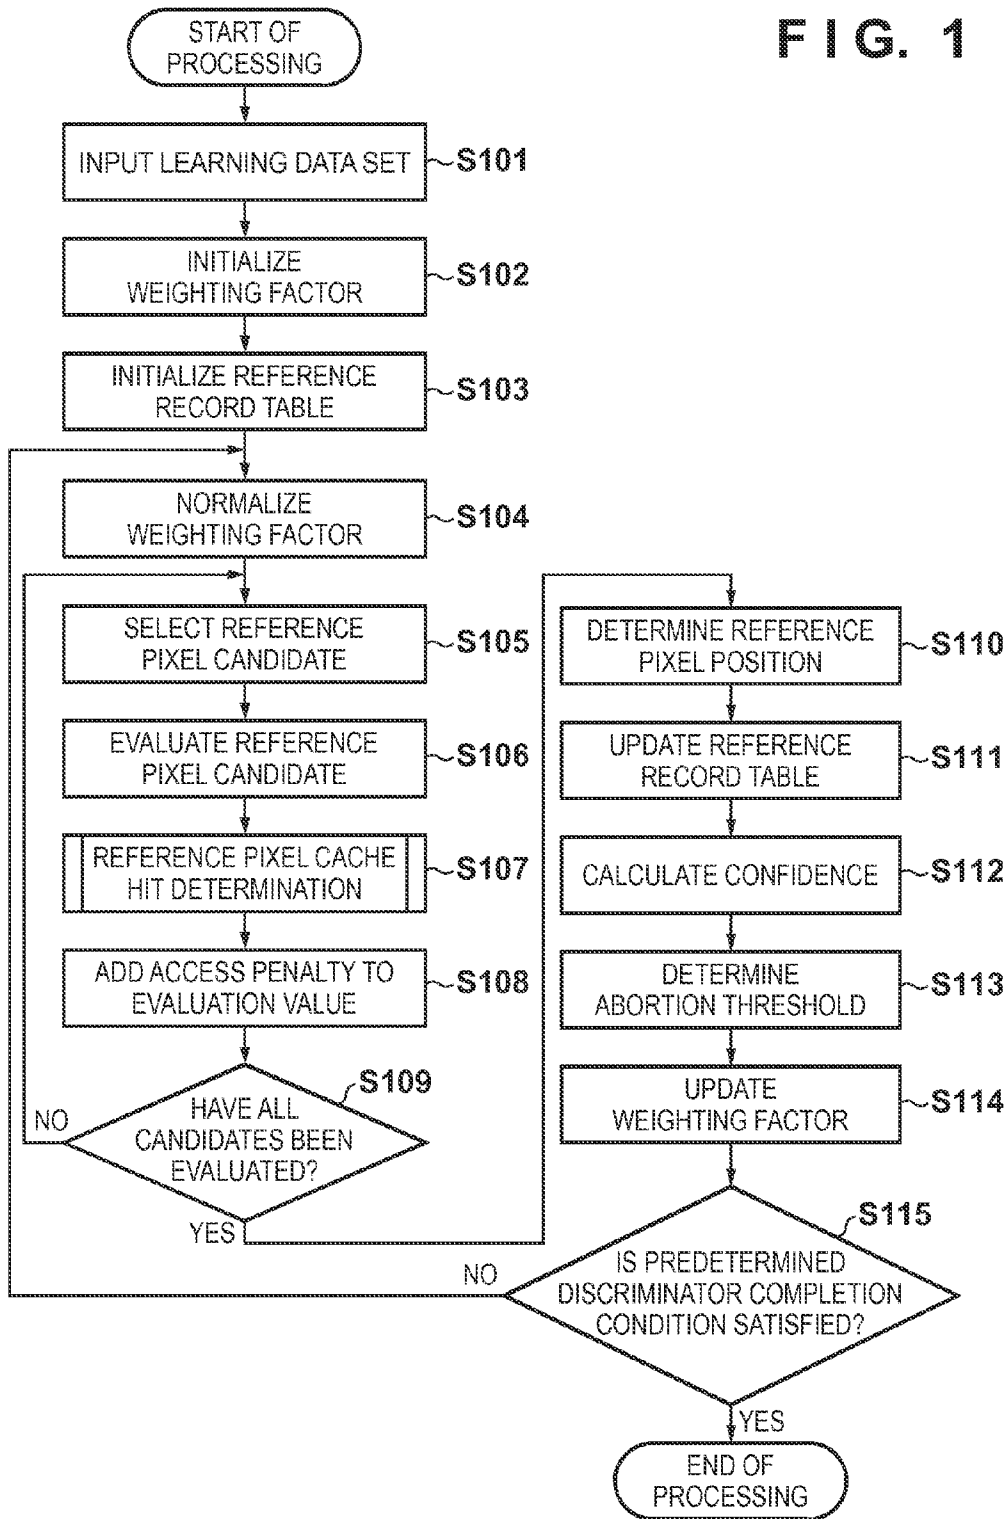 FIG. 1
START OF
PROCESSING
INPUT LEARNING DATA SET
S101
INITIALIZE
WEIGHTING FACTOR
S102
INITIALIZE REFERENCE
RECORD TABLE
S103
NORMALIZE
WEIGHTING FACTOR
S104
SELECT REFERENCE
PIXEL CANDIDATE
S105
EVALUATE REFERENCE
PIXEL CANDIDATE
S106
REFERENCE PIXEL CACHE
HIT DETERMINATION
S107
ADD ACCESS PENALTY TO
EVALUATION VALUE
S108
S109
HAVE ALL
CANDIDATES BEEN
EVALUATED?
NO
YES
DETERMINE REFERENCE
PIXEL POSITION
S110
UPDATE REFERENCE
RECORD TABLE
S111
CALCULATE CONFIDENCE
S112
DETERMINE
ABORTION THRESHOLD
S113
UPDATE
WEIGHTING FACTOR
S114
S115
IS PREDETERMINED
DISCRIMINATOR COMPLETION
CONDITION SATISFIED?
NO
YES
END OF
PROCESSING